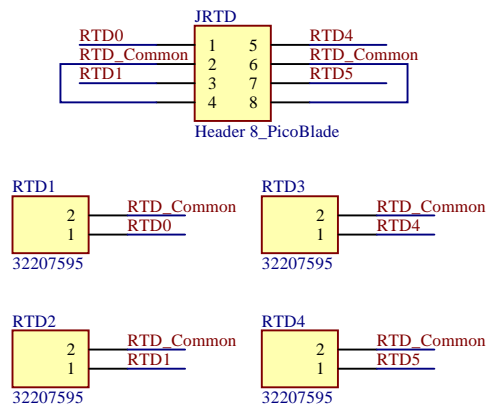 JRTD
RTD0 1 5 RTD4
RTD_Common 2 6 RTD_Common
RTD1 3 7 RTD5
4 8
Header 8_PicoBlade
RTD1 RTD3
2 RTD_Common 2 RTD_Common
1 RTD0 1 RTD4
32207595 32207595
RTD2 RTD4
2 RTD_Common 2 RTD_Common
1 RTD1 1 RTD5
32207595 32207595